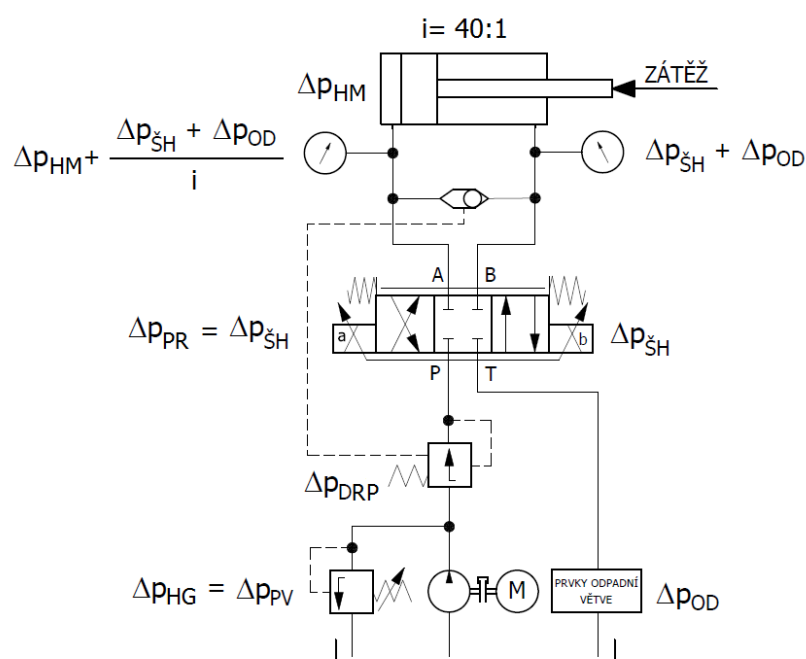 i= 40:1
Δp_HM
ZÁTĚŽ
Δp_HM+ (Δp_ŠH + Δp_OD) / i
Δp_ŠH + Δp_OD
A B
Δp_PR = Δp_ŠH
a
b
Δp_ŠH
P T
Δp_DRP
Δp_HG = Δp_PV
M
PRVKY ODPADNÍ
VĚTVE
Δp_OD